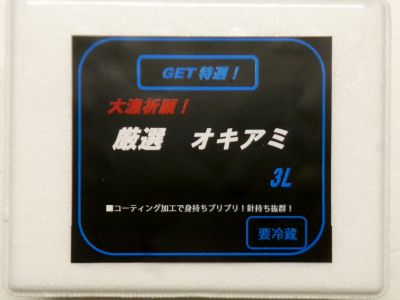 GET特選！
大漁祈願！
厳選　オキアミ
3L
■コーティング加工で身持ちプリプリ！針持ち抜群！
要冷蔵